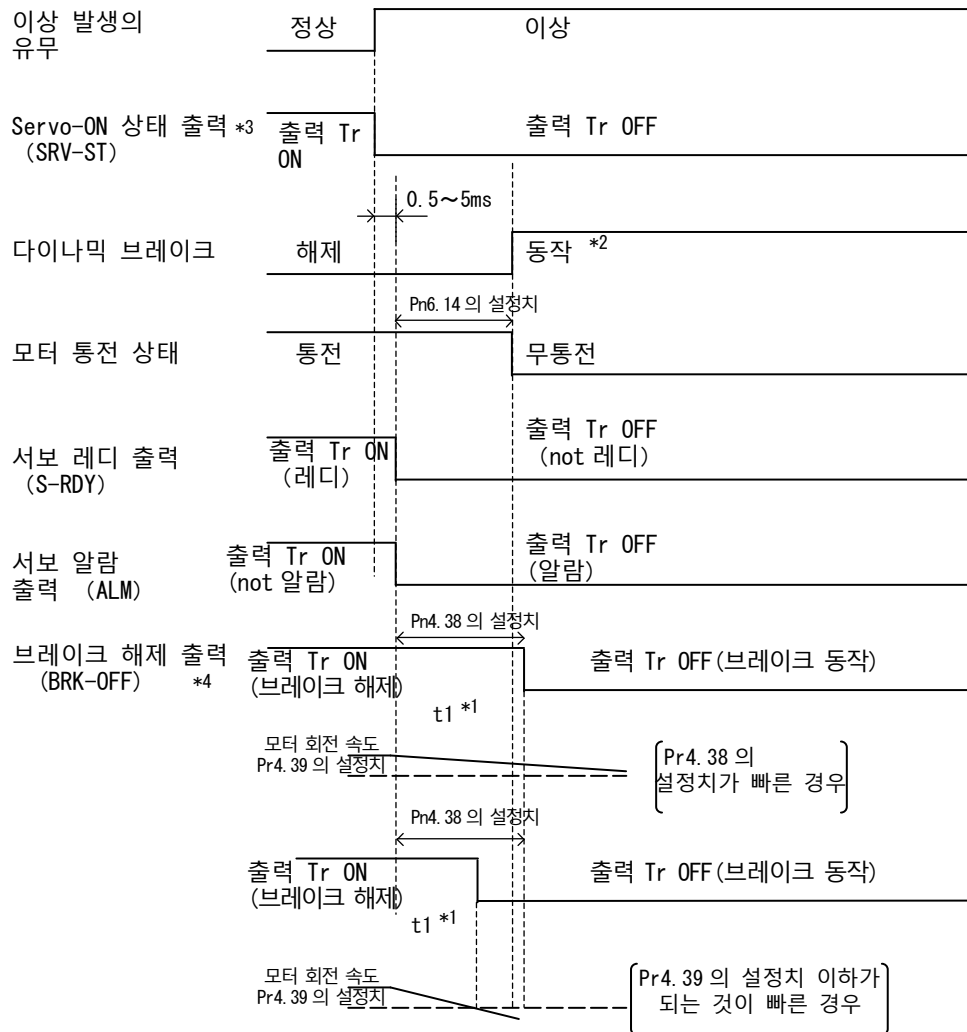 이상 발생의
유무
정상
이상
Servo-ON 상태 출력 *3
(SRV-ST)
출력 Tr
ON
출력 Tr OFF
0.5～5ms
다이나믹 브레이크
해제
동작 *2
Pn6.14 의 설정치
모터 통전 상태
통전
무통전
서보 레디 출력
(S-RDY)
출력 Tr ON
(레디)
출력 Tr OFF
(not 레디)
서보 알람
출력 (ALM)
출력 Tr ON
(not 알람)
출력 Tr OFF
(알람)
Pn4.38 의 설정치
브레이크 해제 출력
(BRK-OFF) *4
출력 Tr ON
(브레이크 해제)
출력 Tr OFF(브레이크 동작)
t1 *1
모터 회전 속도
Pr4.39 의 설정치
Pr4.38 의
설정치가 빠른 경우
Pn4.38 의 설정치
출력 Tr ON
(브레이크 해제)
출력 Tr OFF(브레이크 동작)
t1 *1
모터 회전 속도
Pr4.39 의 설정치
Pr4.39 의 설정치 이하가
되는 것이 빠른 경우